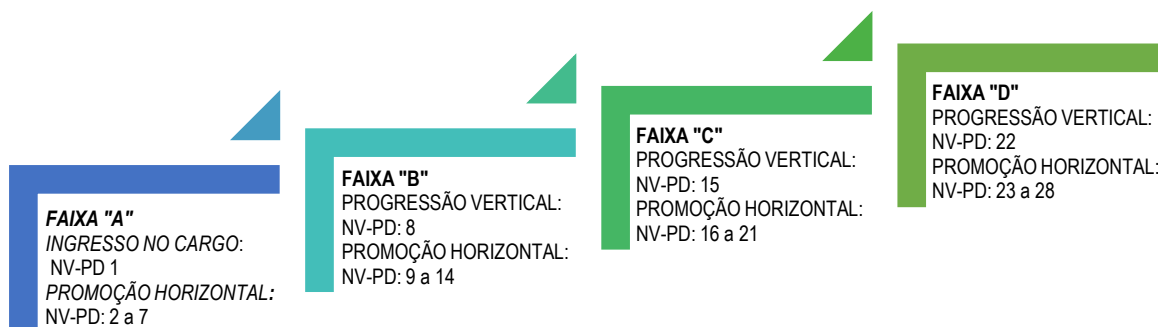 FAIXA "A"
INGRESSO NO CARGO:
NV-PD 1
PROMOÇÃO HORIZONTAL:
NV-PD: 2 a 7
FAIXA "B"
PROGRESSÃO VERTICAL:
NV-PD: 8
PROMOÇÃO HORIZONTAL:
NV-PD: 9 a 14
FAIXA "C"
PROGRESSÃO VERTICAL:
NV-PD: 15
PROMOÇÃO HORIZONTAL:
NV-PD: 16 a 21
FAIXA "D"
PROGRESSÃO VERTICAL:
NV-PD: 22
PROMOÇÃO HORIZONTAL:
NV-PD: 23 a 28